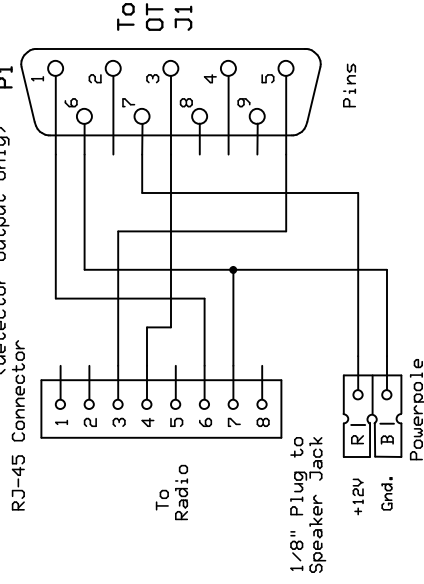 (detector output only)
P1
RJ-45 Connector
To
OT
J1
1
2
3
4
5
6
7
8
9
Pins
1
2
3
4
5
6
7
8
To
Radio
1/8" Plug to
Speaker Jack
+12V
R
Gnd.
B
Powerpole